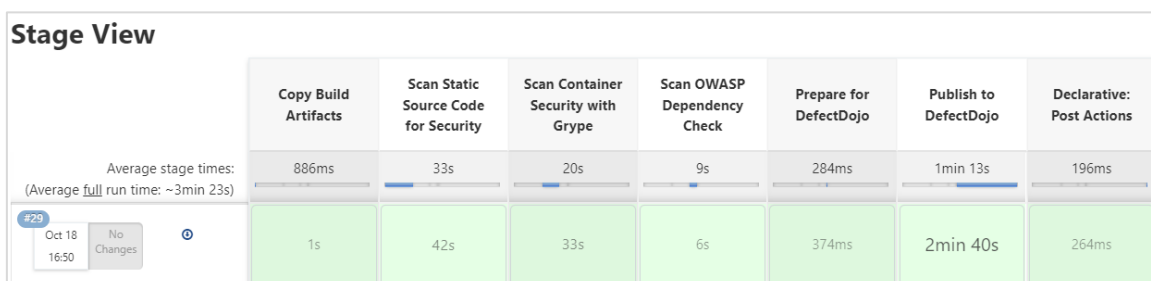 Stage View
Copy Build
Artifacts
Scan Static
Source Code
for Security
Scan Container
Security with
Grype
Scan OWASP
Dependency
Check
Prepare for
DefectDojo
Publish to
DefectDojo
Declarative:
Post Actions
Average stage times:
(Average full run time: ~3min 23s)
886ms
33s
20s
9s
284ms
1min 13s
196ms
#29
Oct 18
16:50
No
Changes
1s
42s
33s
6s
374ms
2min 40s
264ms